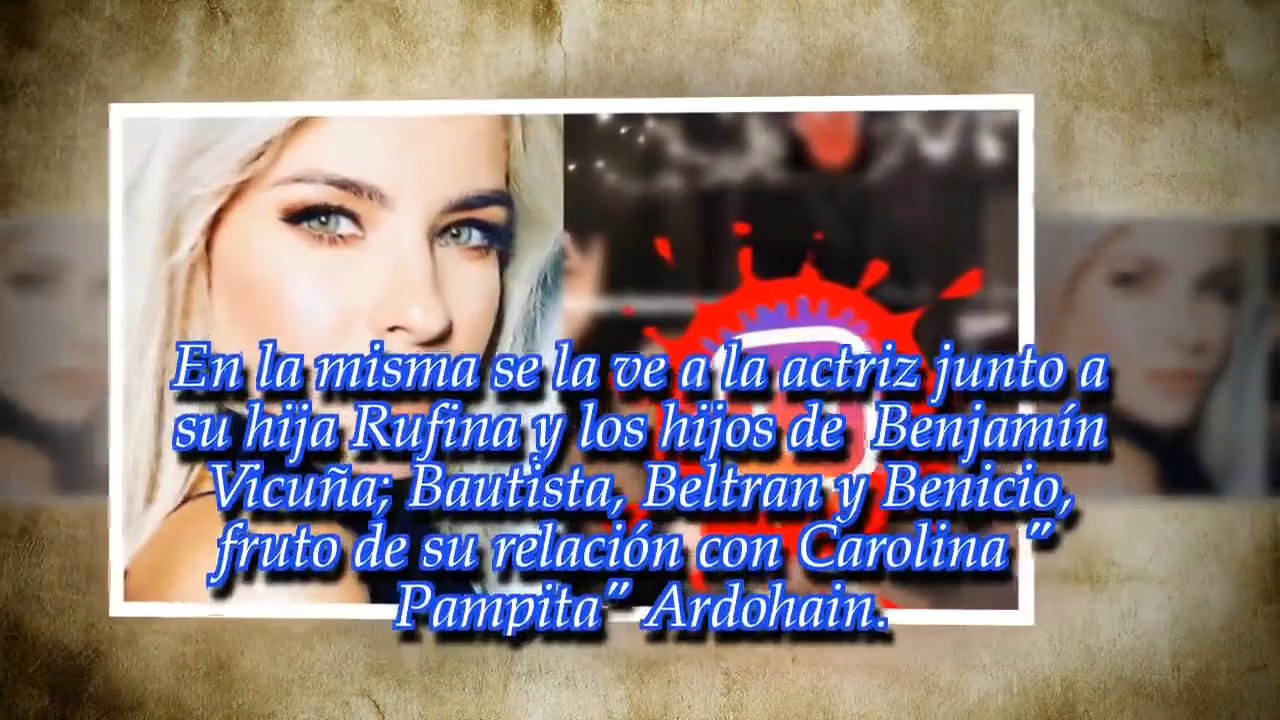 En la misma se la ve a la actriz junto a
su hija Rufina y los hijos de  Benjamín
Vicuña; Bautista, Beltran y Benicio,
fruto de su relación con Carolina "
Pampita" Ardohain.